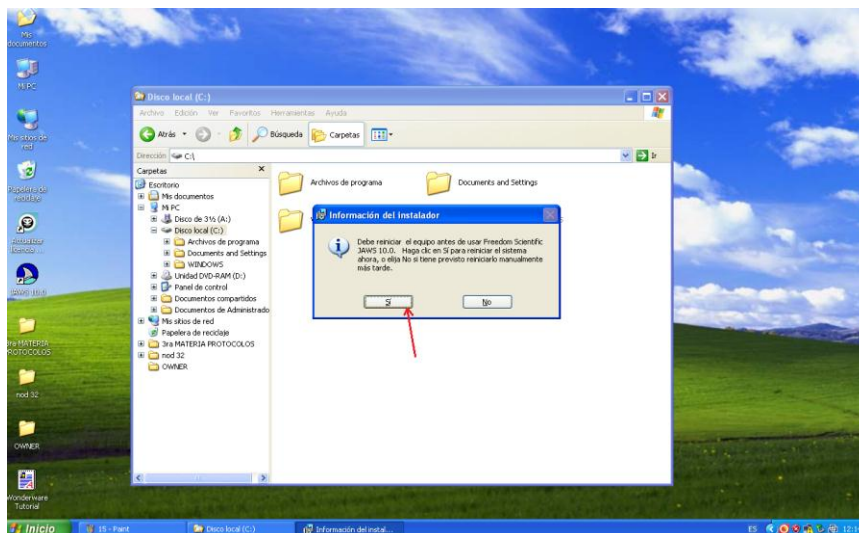 Mis
documentos
Mi PC
Mis sitios de
red
Papelera de
reciclaje
Actualizar
JAWS 10.0
3ra MATERIA
PROTOCOLOS
nod 32
OWNER
Wonderware
Tutorial
Disco local (C:)
Archivo Edición Ver Favoritos Herramientas Ayuda
Atrás Búsqueda Carpetas
Dirección C:\ Ir
Carpetas
Escritorio
Mis documentos
Mi PC
Disco de 3½ (A:)
Disco local (C:)
Archivos de programa
Documents and Settings
WINDOWS
Unidad DVD-RAM (D:)
Panel de control
Documentos compartidos
Documentos de Administrado
Mis sitios de red
Papelera de reciclaje
3ra MATERIA PROTOCOLOS
nod 32
OWNER
Archivos de programa
Documents and Settings
Información del instalador
Debe reiniciar el equipo antes de usar Freedom Scientific
JAWS 10.0. Haga clic en Sí para reiniciar el sistema
ahora, o elija No si tiene previsto reiniciarlo manualmente
más tarde.
Sí No
Inicio 15 - Paint Disco local (C:) Información del instal... ES